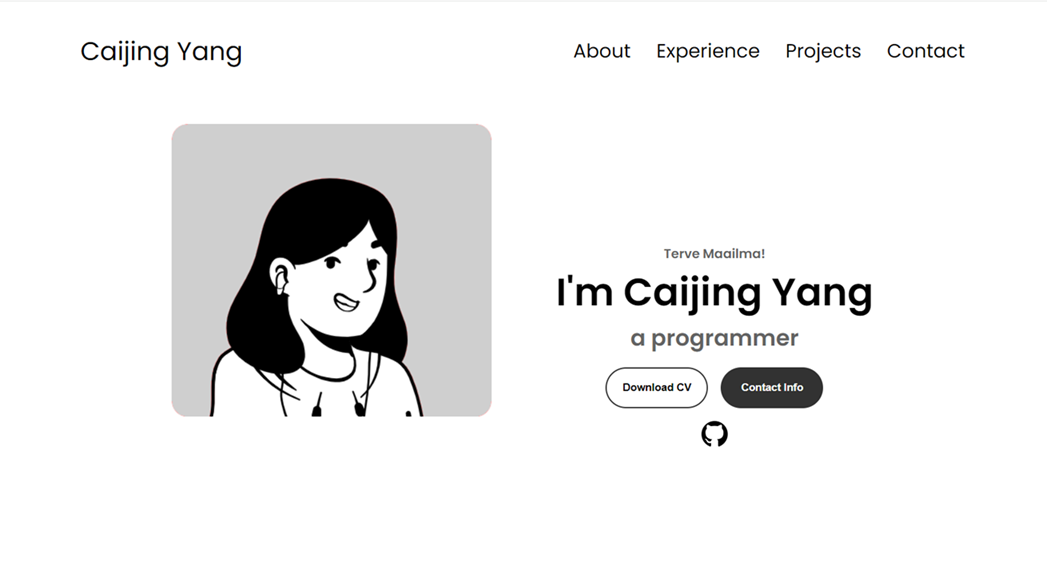 Caijing Yang
About Experience Projects Contact
Terve Maailma!
I'm Caijing Yang
a programmer
Download CV Contact Info